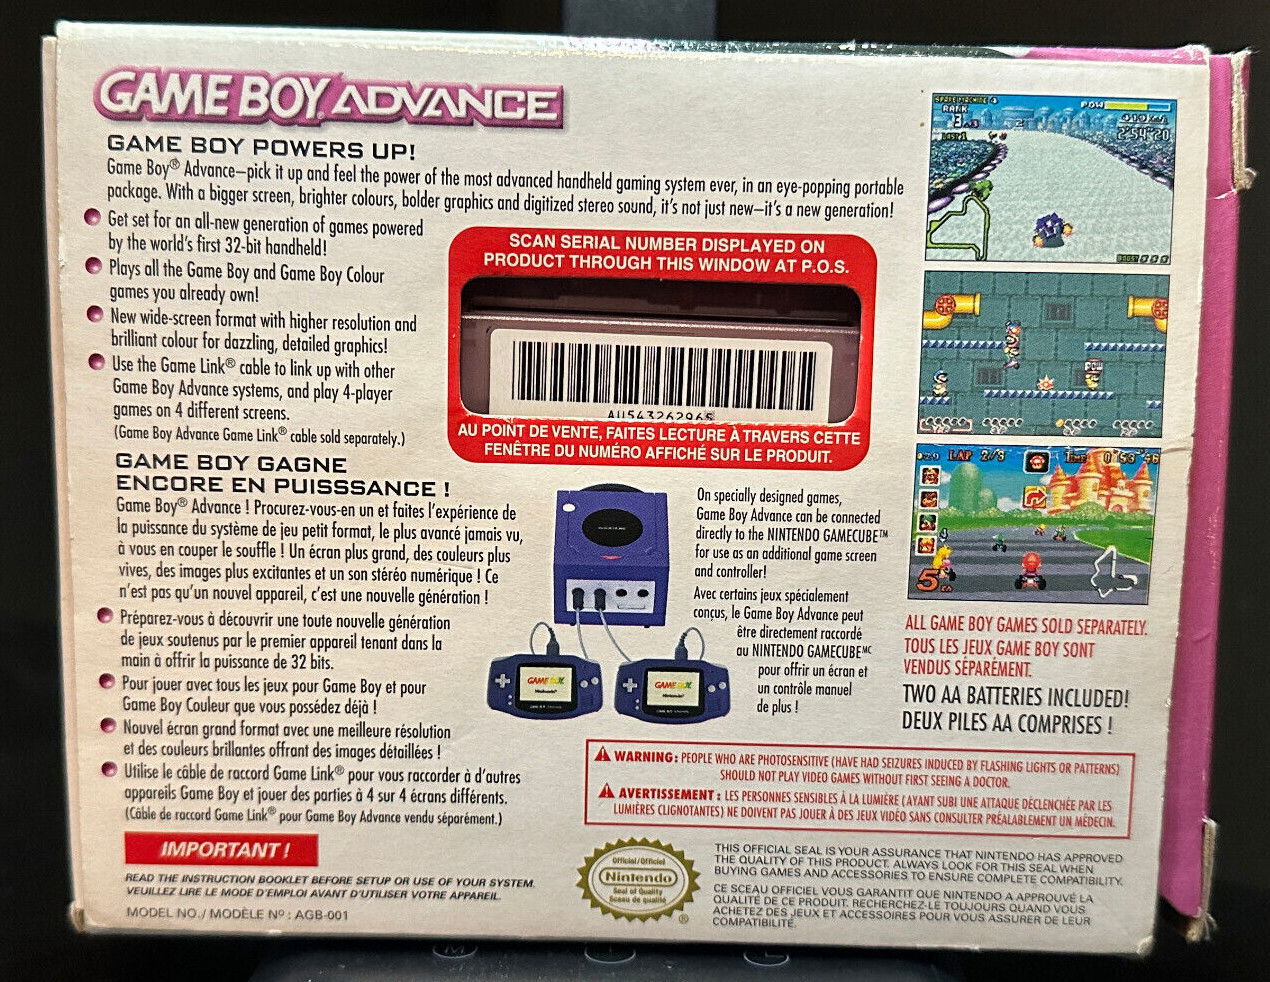 GAME BOY ADVANCE
GAME BOY POWERS UP!
Game Boy® Advance–pick it up and feel the power of the most advanced handheld gaming system ever, in an eye-popping portable
package. With a bigger screen, brighter colours, bolder graphics and digitized stereo sound, it's not just new–it's a new generation!
Get set for an all-new generation of games powered
by the world's first 32-bit handheld!
Plays all the Game Boy and Game Boy Colour
games you already own!
New wide-screen format with higher resolution and
brilliant colour for dazzling, detailed graphics!
Use the Game Link® cable to link up with other
Game Boy Advance systems, and play 4-player
games on 4 different screens.
(Game Boy Advance Game Link® cable sold separately.)
GAME BOY GAGNE
ENCORE EN PUISSSANCE !
Game Boy® Advance ! Procurez-vous-en un et faites l'expérience de
la puissance du système de jeu petit format, le plus avancé jamais vu,
à vous en couper le souffle ! Un écran plus grand, des couleurs plus
vives, des images plus excitantes et un son stéréo numérique ! Ce
n'est pas qu'un nouvel appareil, c'est une nouvelle génération !
Préparez-vous à découvrir une toute nouvelle génération
de jeux soutenus par le premier appareil tenant dans la
main à offrir la puissance de 32 bits.
Pour jouer avec tous les jeux pour Game Boy et pour
Game Boy Couleur que vous possédez déjà !
Nouvel écran grand format avec une meilleure résolution
et des couleurs brillantes offrant des images détaillées !
Utilise le câble de raccord Game Link® pour vous raccorder à d'autres
appareils Game Boy et jouer des parties à 4 sur 4 écrans différents.
(Câble de raccord Game Link® pour Game Boy Advance vendu séparément.)
IMPORTANT !
READ THE INSTRUCTION BOOKLET BEFORE SETUP OR USE OF YOUR SYSTEM.
VEUILLEZ LIRE LE MODE D'EMPLOI AVANT D'UTILISER VOTRE APPAREIL.
MODEL NO./ MODÈLE Nº : AGB-001
SCAN SERIAL NUMBER DISPLAYED ON
PRODUCT THROUGH THIS WINDOW AT P.O.S.
AU543262965
AU POINT DE VENTE, FAITES LECTURE À TRAVERS CETTE
FENÊTRE DU NUMÉRO AFFICHÉ SUR LE PRODUIT.
On specially designed games,
Game Boy Advance can be connected
directly to the NINTENDO GAMECUBE™
for use as an additional game screen
and controller!
Avec certains jeux spécialement
conçus, le Game Boy Advance peut
être directement raccordé
au NINTENDO GAMECUBEMC
pour offrir un écran et
un contrôle manuel
de plus !
GAME BOY
Nintendo
GAME BOY
Nintendo
RANK
3
POW
2'54"20
BOOST
POW
LAP 2/3
0'53"46
5
ALL GAME BOY GAMES SOLD SEPARATELY.
TOUS LES JEUX GAME BOY SONT
VENDUS SÉPARÉMENT.
TWO AA BATTERIES INCLUDED!
DEUX PILES AA COMPRISES !
WARNING: PEOPLE WHO ARE PHOTOSENSITIVE (HAVE HAD SEIZURES INDUCED BY FLASHING LIGHTS OR PATTERNS)
SHOULD NOT PLAY VIDEO GAMES WITHOUT FIRST SEEING A DOCTOR.
AVERTISSEMENT : LES PERSONNES SENSIBLES À LA LUMIÈRE (AYANT SUBI UNE ATTAQUE DÉCLENCHÉE PAR LES
LUMIÈRES CLIGNOTANTES) NE DOIVENT PAS JOUER À DES JEUX VIDÉO SANS CONSULTER PRÉALABLEMENT UN MÉDECIN.
Official/Officiel
Nintendo
Seal of Quality
Sceau de qualité
®
THIS OFFICIAL SEAL IS YOUR ASSURANCE THAT NINTENDO HAS APPROVED
THE QUALITY OF THIS PRODUCT. ALWAYS LOOK FOR THIS SEAL WHEN
BUYING GAMES AND ACCESSORIES TO ENSURE COMPLETE COMPATIBILITY.
CE SCEAU OFFICIEL VOUS GARANTIT QUE NINTENDO A APPROUVÉ LA
QUALITÉ DE CE PRODUIT. RECHERCHEZ-LE TOUJOURS QUAND VOUS
ACHETEZ DES JEUX ET ACCESSOIRES POUR VOUS ASSURER DE LEUR
COMPATIBILITÉ.